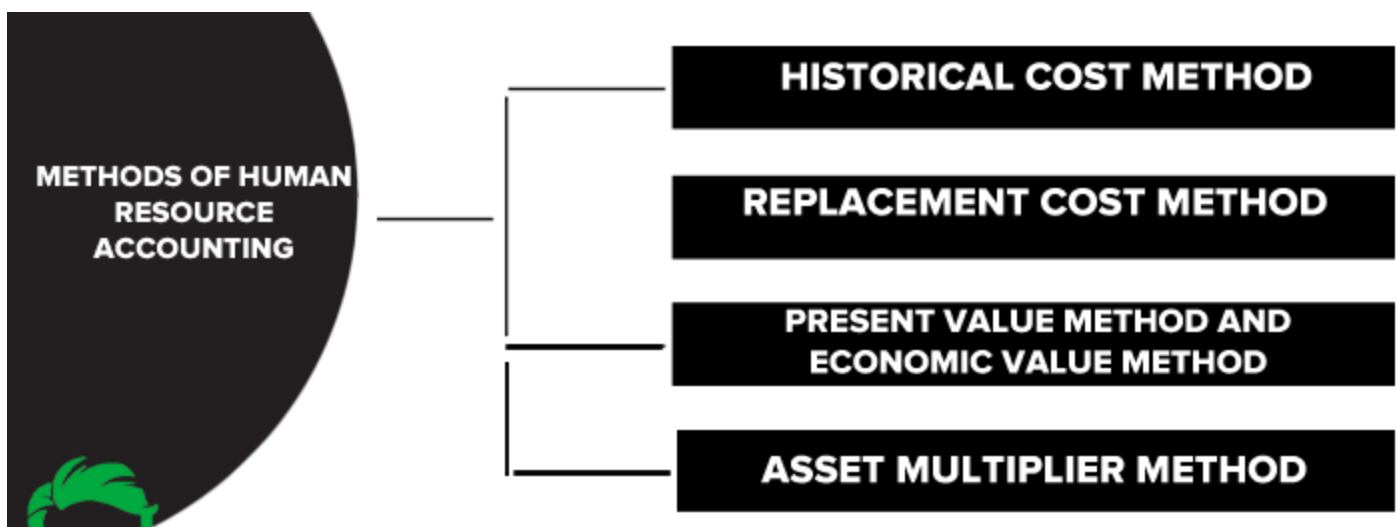 METHODS OF HUMAN
RESOURCE
ACCOUNTING
HISTORICAL COST METHOD
REPLACEMENT COST METHOD
PRESENT VALUE METHOD AND
ECONOMIC VALUE METHOD
ASSET MULTIPLIER METHOD